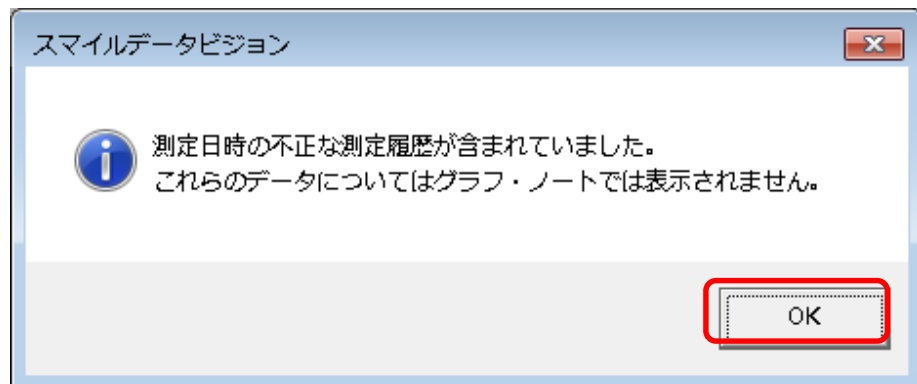 スマイルデータビジョン
測定日時の不正な測定履歴が含まれていました。
これらのデータについてはグラフ・ノートでは表示されません。
OK